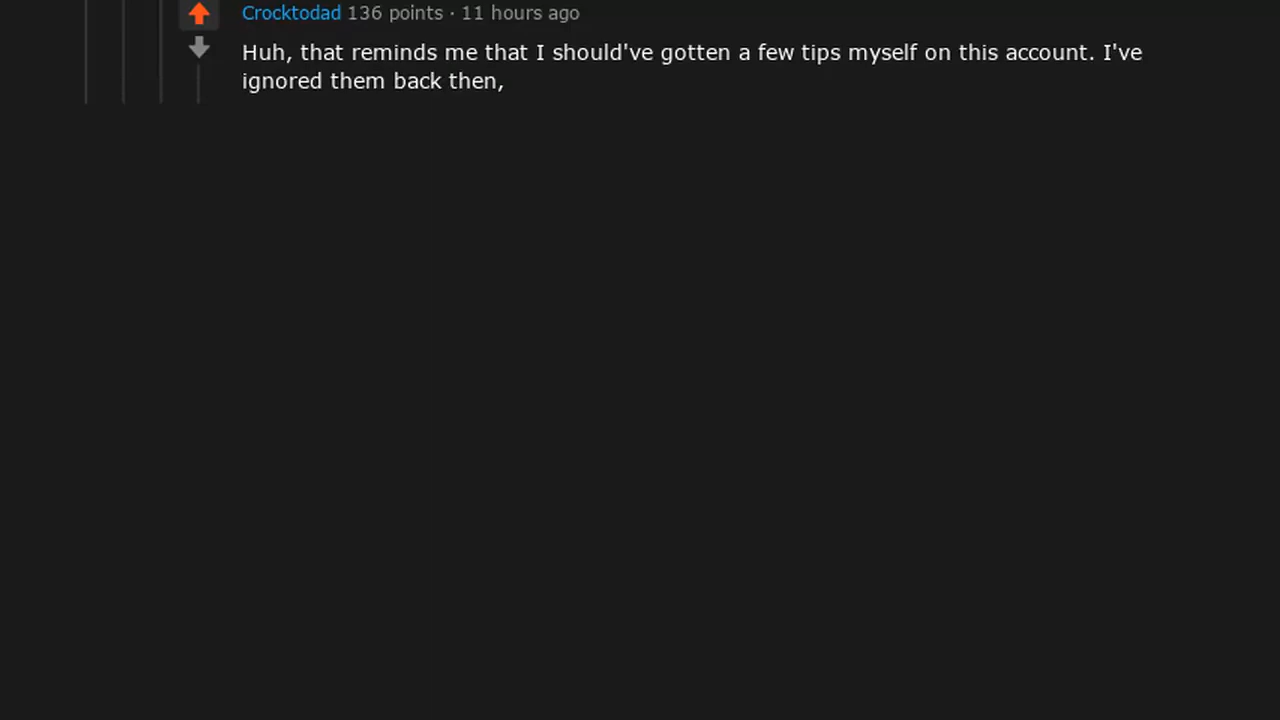 Crocktodad 136 points · 11 hours ago
Huh, that reminds me that I should've gotten a few tips myself on this account. I've
ignored them back then,